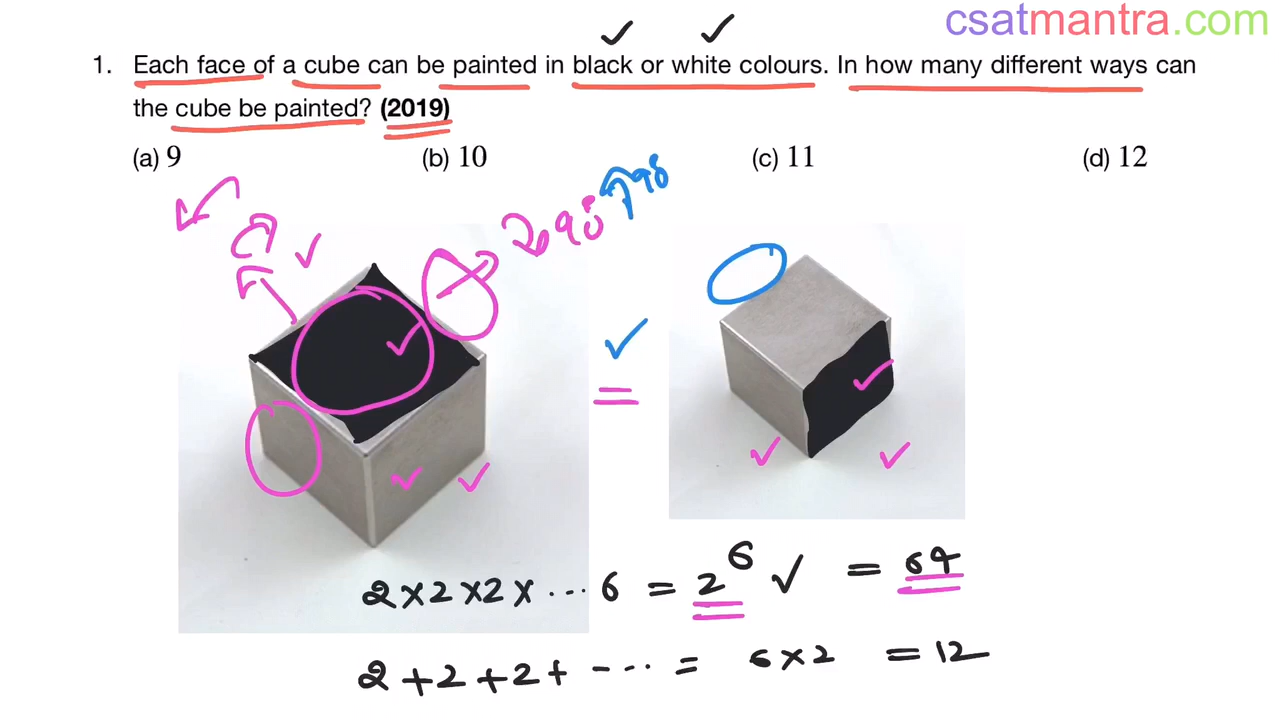 csatmantra.com
1. Each face of a cube can be painted in black or white colours. In how many different ways can
the cube be painted? (2019)
(a) 9 (b) 10 (c) 11 (d) 12
=
2×2×2×...6 = 2^6 ✓ = 64
2+2+2+---... = 6×2 = 12